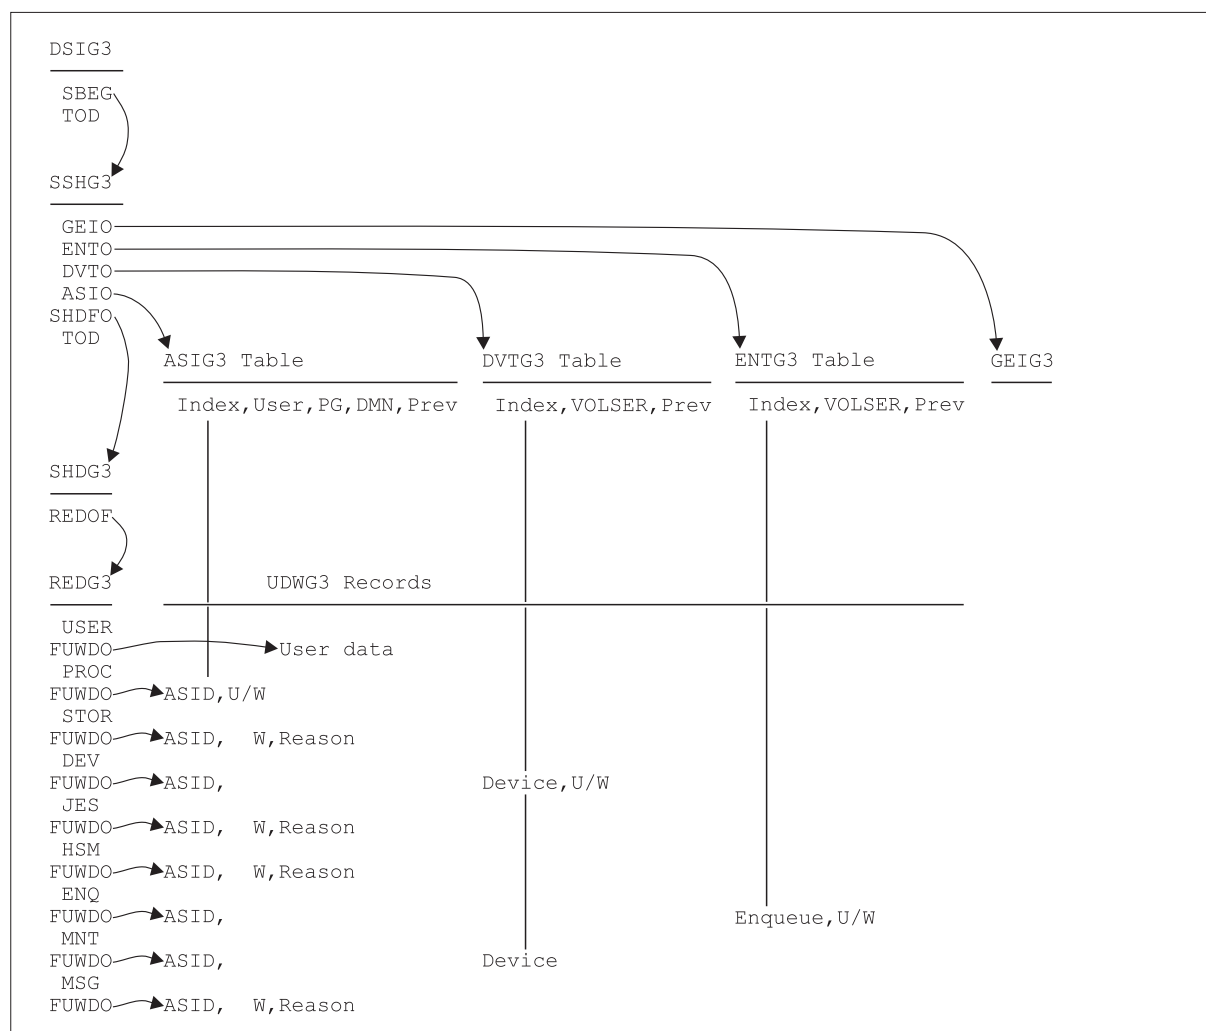 DSIG3
SBEG
TOD
SSHG3
GEIO
ENTO
DVTO
ASIO
SHDFO
TOD
ASIG3 Table DVTG3 Table ENTG3 Table GEIG3
Index,User,PG,DMN,Prev Index,VOLSER,Prev Index,VOLSER,Prev
SHDG3
REDOF
REDG3 UDWG3 Records
USER
FUWDO User data
PROC
FUWDO ASID,U/W
STOR
FUWDO ASID, W,Reason
DEV
FUWDO ASID, Device,U/W
JES
FUWDO ASID, W,Reason
HSM
FUWDO ASID, W,Reason
ENQ
FUWDO ASID, Enqueue,U/W
MNT
FUWDO ASID, Device
MSG
FUWDO ASID, W,Reason